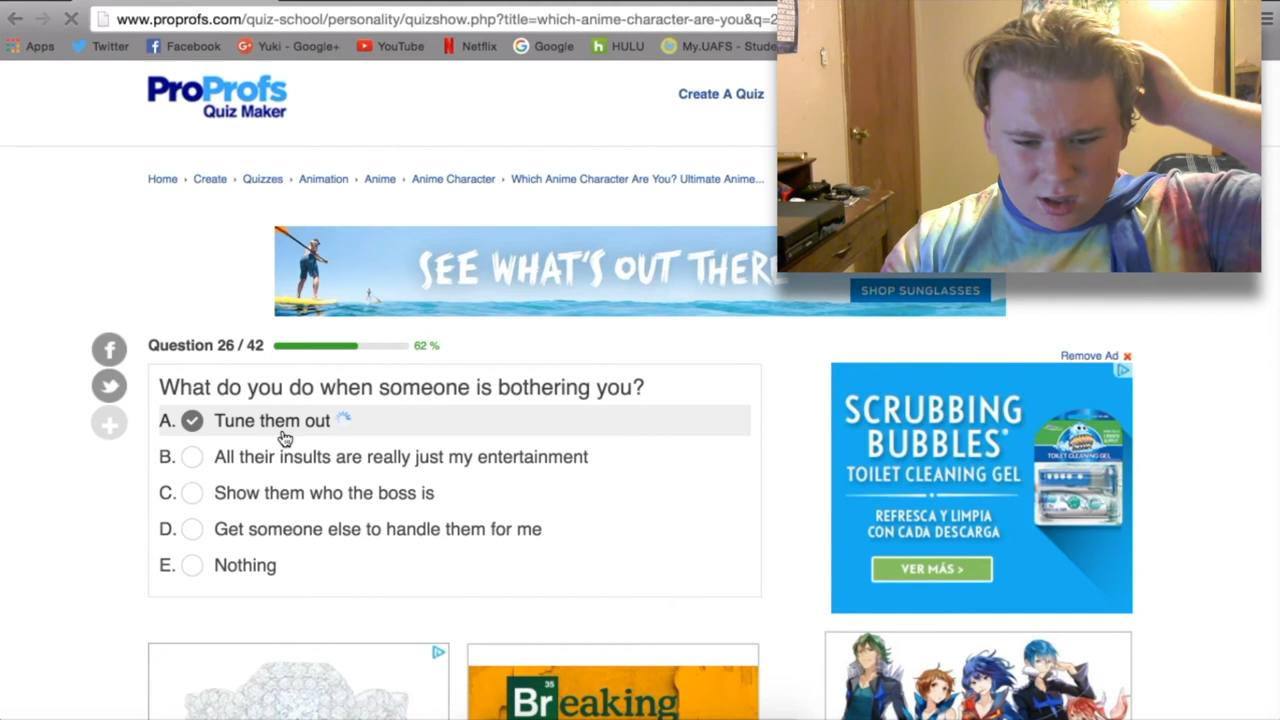 www.proprofs.com/quiz-school/personality/quizshow.php?title=which-anime-character-are-you&q=2
Apps Twitter Facebook Yuki - Google+ YouTube Netflix Google HULU My.UAFS - Stude
ProProfs
Quiz Maker
Create A Quiz
Home › Create › Quizzes › Animation › Anime › Anime Character › Which Anime Character Are You? Ultimate Anime...
SEE WHAT'S OUT THERE
SHOP SUNGLASSES
Question 26 / 42 62 %
What do you do when someone is bothering you?
A. Tune them out
B. All their insults are really just my entertainment
C. Show them who the boss is
D. Get someone else to handle them for me
E. Nothing
Remove Ad x
SCRUBBING
BUBBLES®
TOILET CLEANING GEL
REFRESCA Y LIMPIA
CON CADA DESCARGA
VER MÁS >
35
Breaking